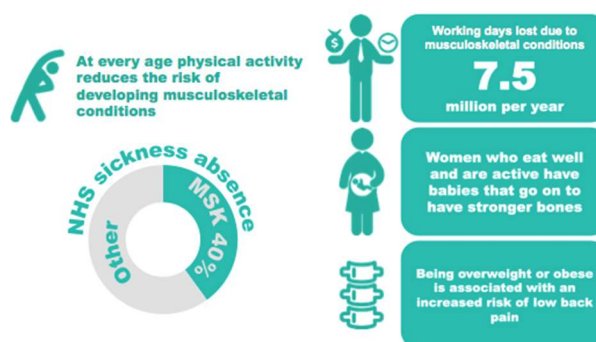 At every age physical activity
reduces the risk of
developing musculoskeletal
conditions
NHS sickness absence
MSK 40%
Other
$
Working days lost due to
musculoskeletal conditions
7.5
million per year
Women who eat well
and are active have
babies that go on to
have stronger bones
Being overweight or obese
is associated with an
increased risk of low back
pain